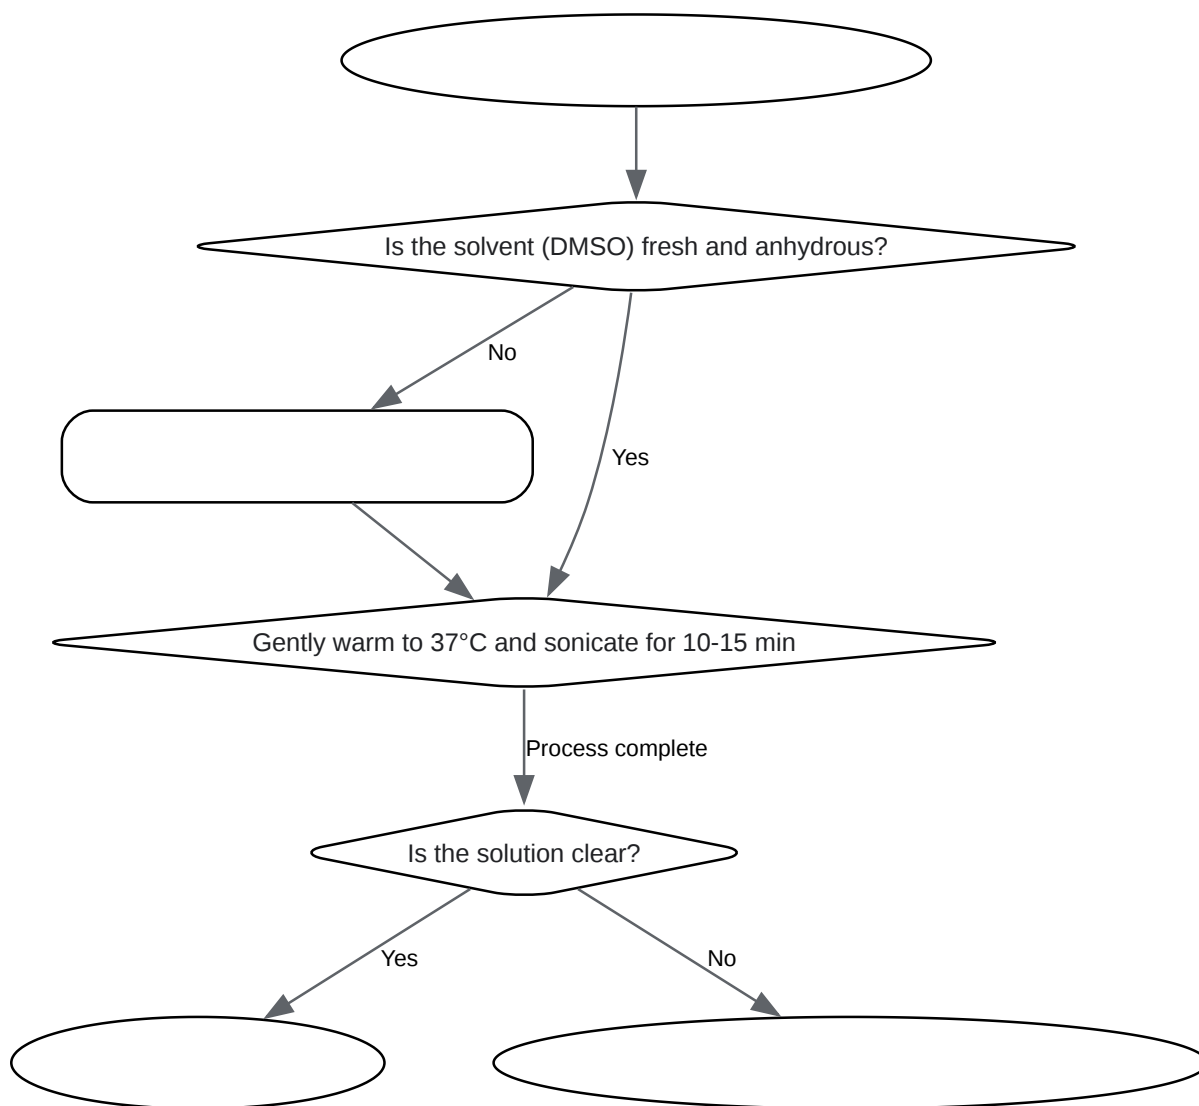 Is the solvent (DMSO) fresh and anhydrous?
No
Yes
Gently warm to 37°C and sonicate for 10-15 min
Process complete
Is the solution clear?
Yes
No